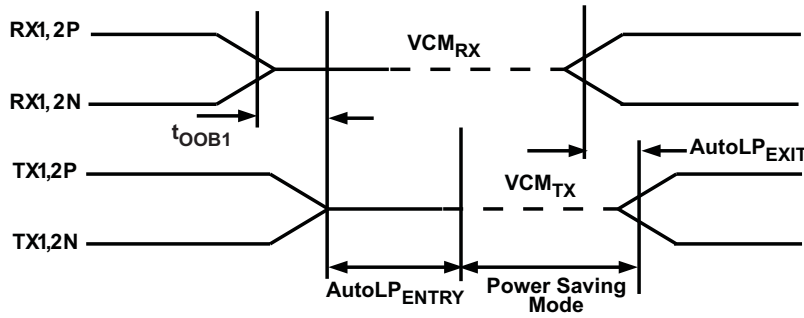 RX1, 2P
VCMRX
RX1, 2N
tOOB1
AutoLPEXIT
TX1,2P
VCMTX
TX1,2N
AutoLPENTRY
Power Saving
Mode